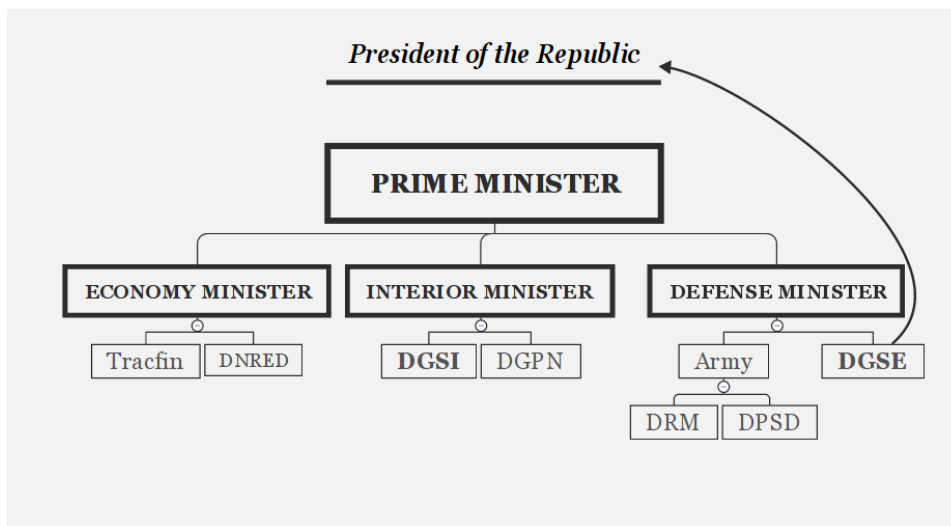 President of the Republic
PRIME MINISTER
ECONOMY MINISTER
INTERIOR MINISTER
DEFENSE MINISTER
Tracfin
DNRED
DGSI
DGPN
Army
DGSE
DRM
DPSD